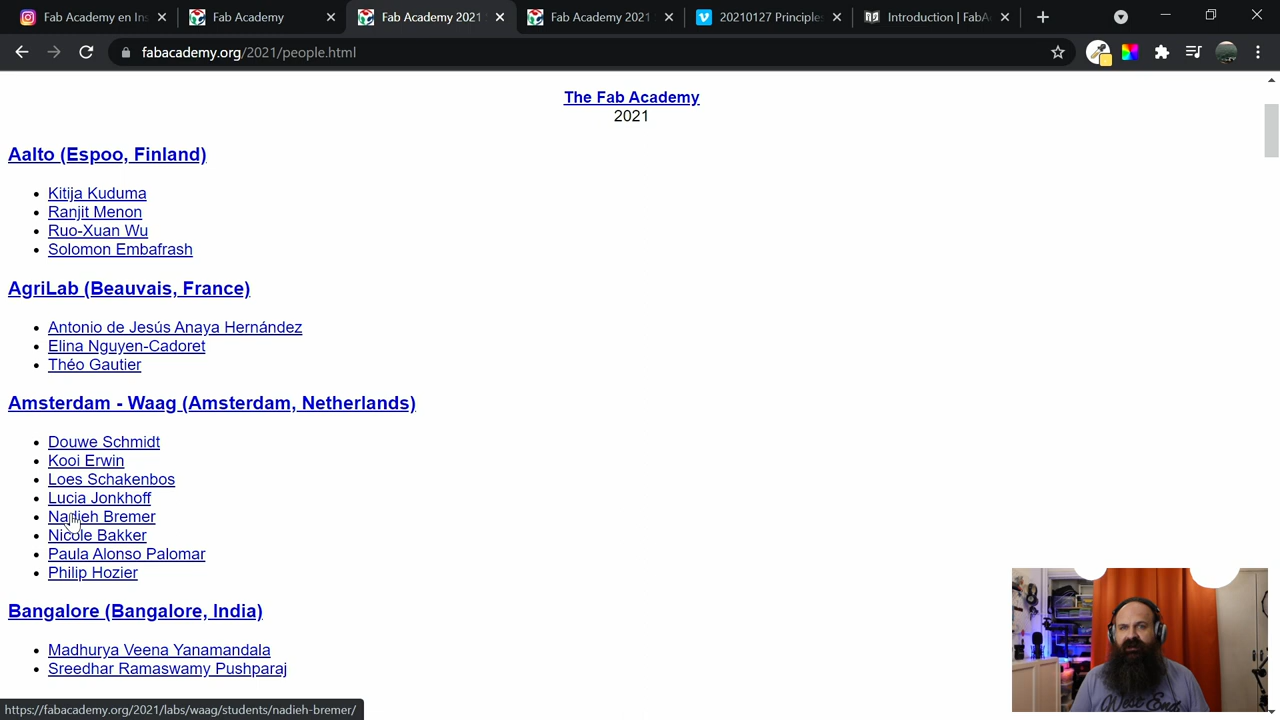 Fab Academy en Ins
Fab Academy
Fab Academy 2021
Fab Academy 2021
20210127 Principles
Introduction | FabA
fabacademy.org/2021/people.html
The Fab Academy
2021
Aalto (Espoo, Finland)
Kitija Kuduma
Ranjit Menon
Ruo-Xuan Wu
Solomon Embafrash
AgriLab (Beauvais, France)
Antonio de Jesús Anaya Hernández
Elina Nguyen-Cadoret
Théo Gautier
Amsterdam - Waag (Amsterdam, Netherlands)
Douwe Schmidt
Kooi Erwin
Loes Schakenbos
Lucia Jonkhoff
Nadieh Bremer
Nicole Bakker
Paula Alonso Palomar
Philip Hozier
Bangalore (Bangalore, India)
Madhurya Veena Yanamandala
Sreedhar Ramaswamy Pushparaj
https://fabacademy.org/2021/labs/waag/students/nadieh-bremer/
West End